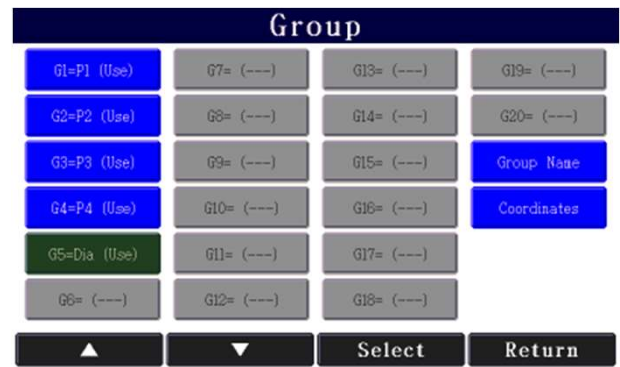 Group
G1=P1 (Use)
G2=P2 (Use)
G3=P3 (Use)
G4=P4 (Use)
G5=Dia (Use)
G6= (---)
G7= (---)
G8= (---)
G9= (---)
G10= (---)
G11= (---)
G12= (---)
G13= (---)
G14= (---)
G15= (---)
G16= (---)
G17= (---)
G18= (---)
G19= (---)
G20= (---)
Group Name
Coordinates
▲ ▼ Select Return